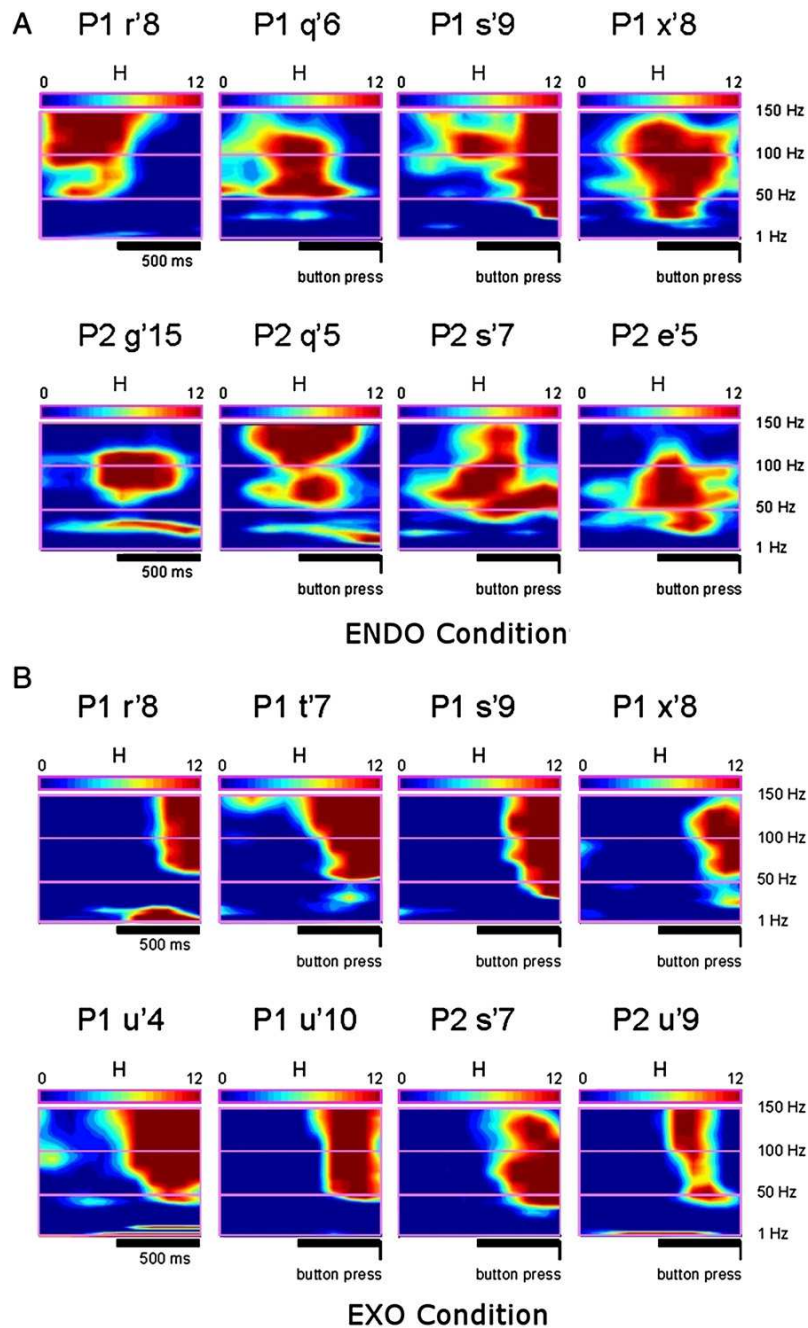 A
P1 r'8 P1 q'6 P1 s'9 P1 x'8
0 H 12 0 H 12 0 H 12 0 H 12
150 Hz
100 Hz
50 Hz
1 Hz
500 ms button press button press button press
P2 g'15 P2 q'5 P2 s'7 P2 e'5
0 H 12 0 H 12 0 H 12 0 H 12
150 Hz
100 Hz
50 Hz
1 Hz
500 ms button press button press button press
ENDO Condition
B
P1 r'8 P1 t'7 P1 s'9 P1 x'8
0 H 12 0 H 12 0 H 12 0 H 12
150 Hz
100 Hz
50 Hz
1 Hz
500 ms button press button press button press
P1 u'4 P1 u'10 P2 s'7 P2 u'9
0 H 12 0 H 12 0 H 12 0 H 12
150 Hz
100 Hz
50 Hz
1 Hz
500 ms button press button press button press
EXO Condition